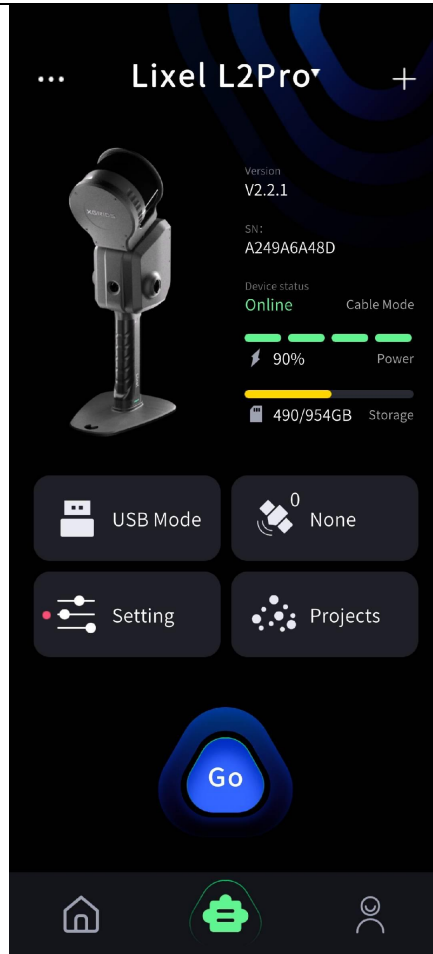 Lixel L2Pro
Version
V2.2.1
SN:
A249A6A48D
Device status
Online Cable Mode
90% Power
490/954GB Storage
USB Mode
0
None
Setting
Projects
Go
XGRIDS